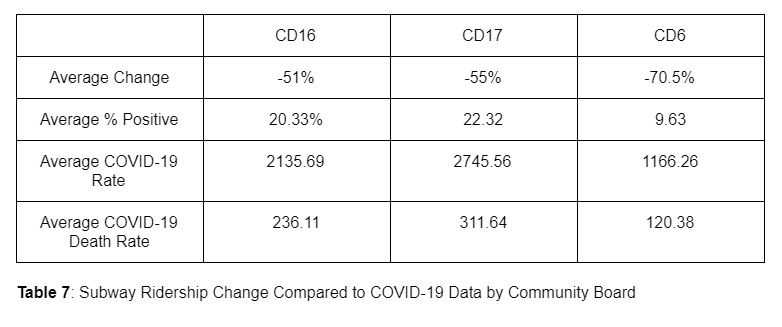 CD16 CD17 CD6
Average Change -51% -55% -70.5%
Average % Positive 20.33% 22.32 9.63
Average COVID-19 2135.69 2745.56 1166.26
Rate
Average COVID-19 236.11 311.64 120.38
Death Rate
Table 7: Subway Ridership Change Compared to COVID-19 Data by Community Board